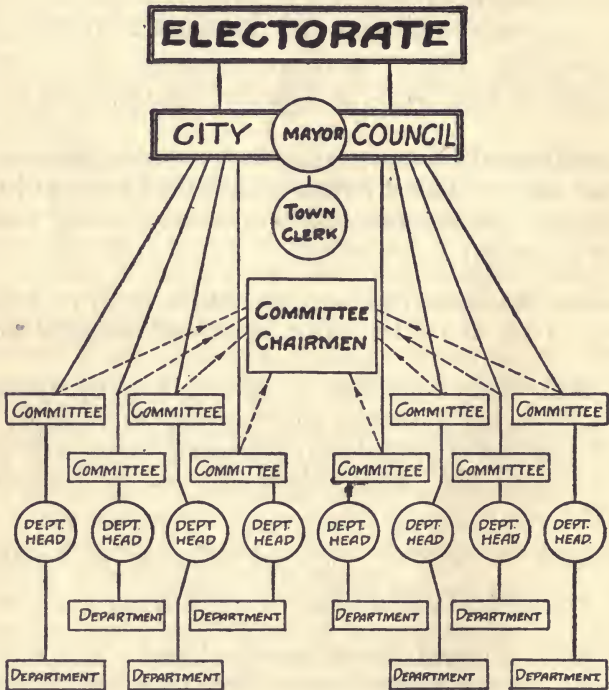 ELECTORATE
CITY MAYOR COUNCIL
TOWN
CLERK
COMMITTEE
CHAIRMEN
COMMITTEE COMMITTEE COMMITTEE COMMITTEE
COMMITTEE COMMITTEE COMMITTEE COMMITTEE
DEPT. HEAD
DEPT. HEAD
DEPT. HEAD
DEPT. HEAD
DEPT. HEAD
DEPT. HEAD
DEPT. HEAD
DEPT. HEAD.
DEPARTMENT DEPARTMENT DEPARTMENT DEPARTMENT
DEPARTMENT DEPARTMENT DEPARTMENT DEPARTMENT.